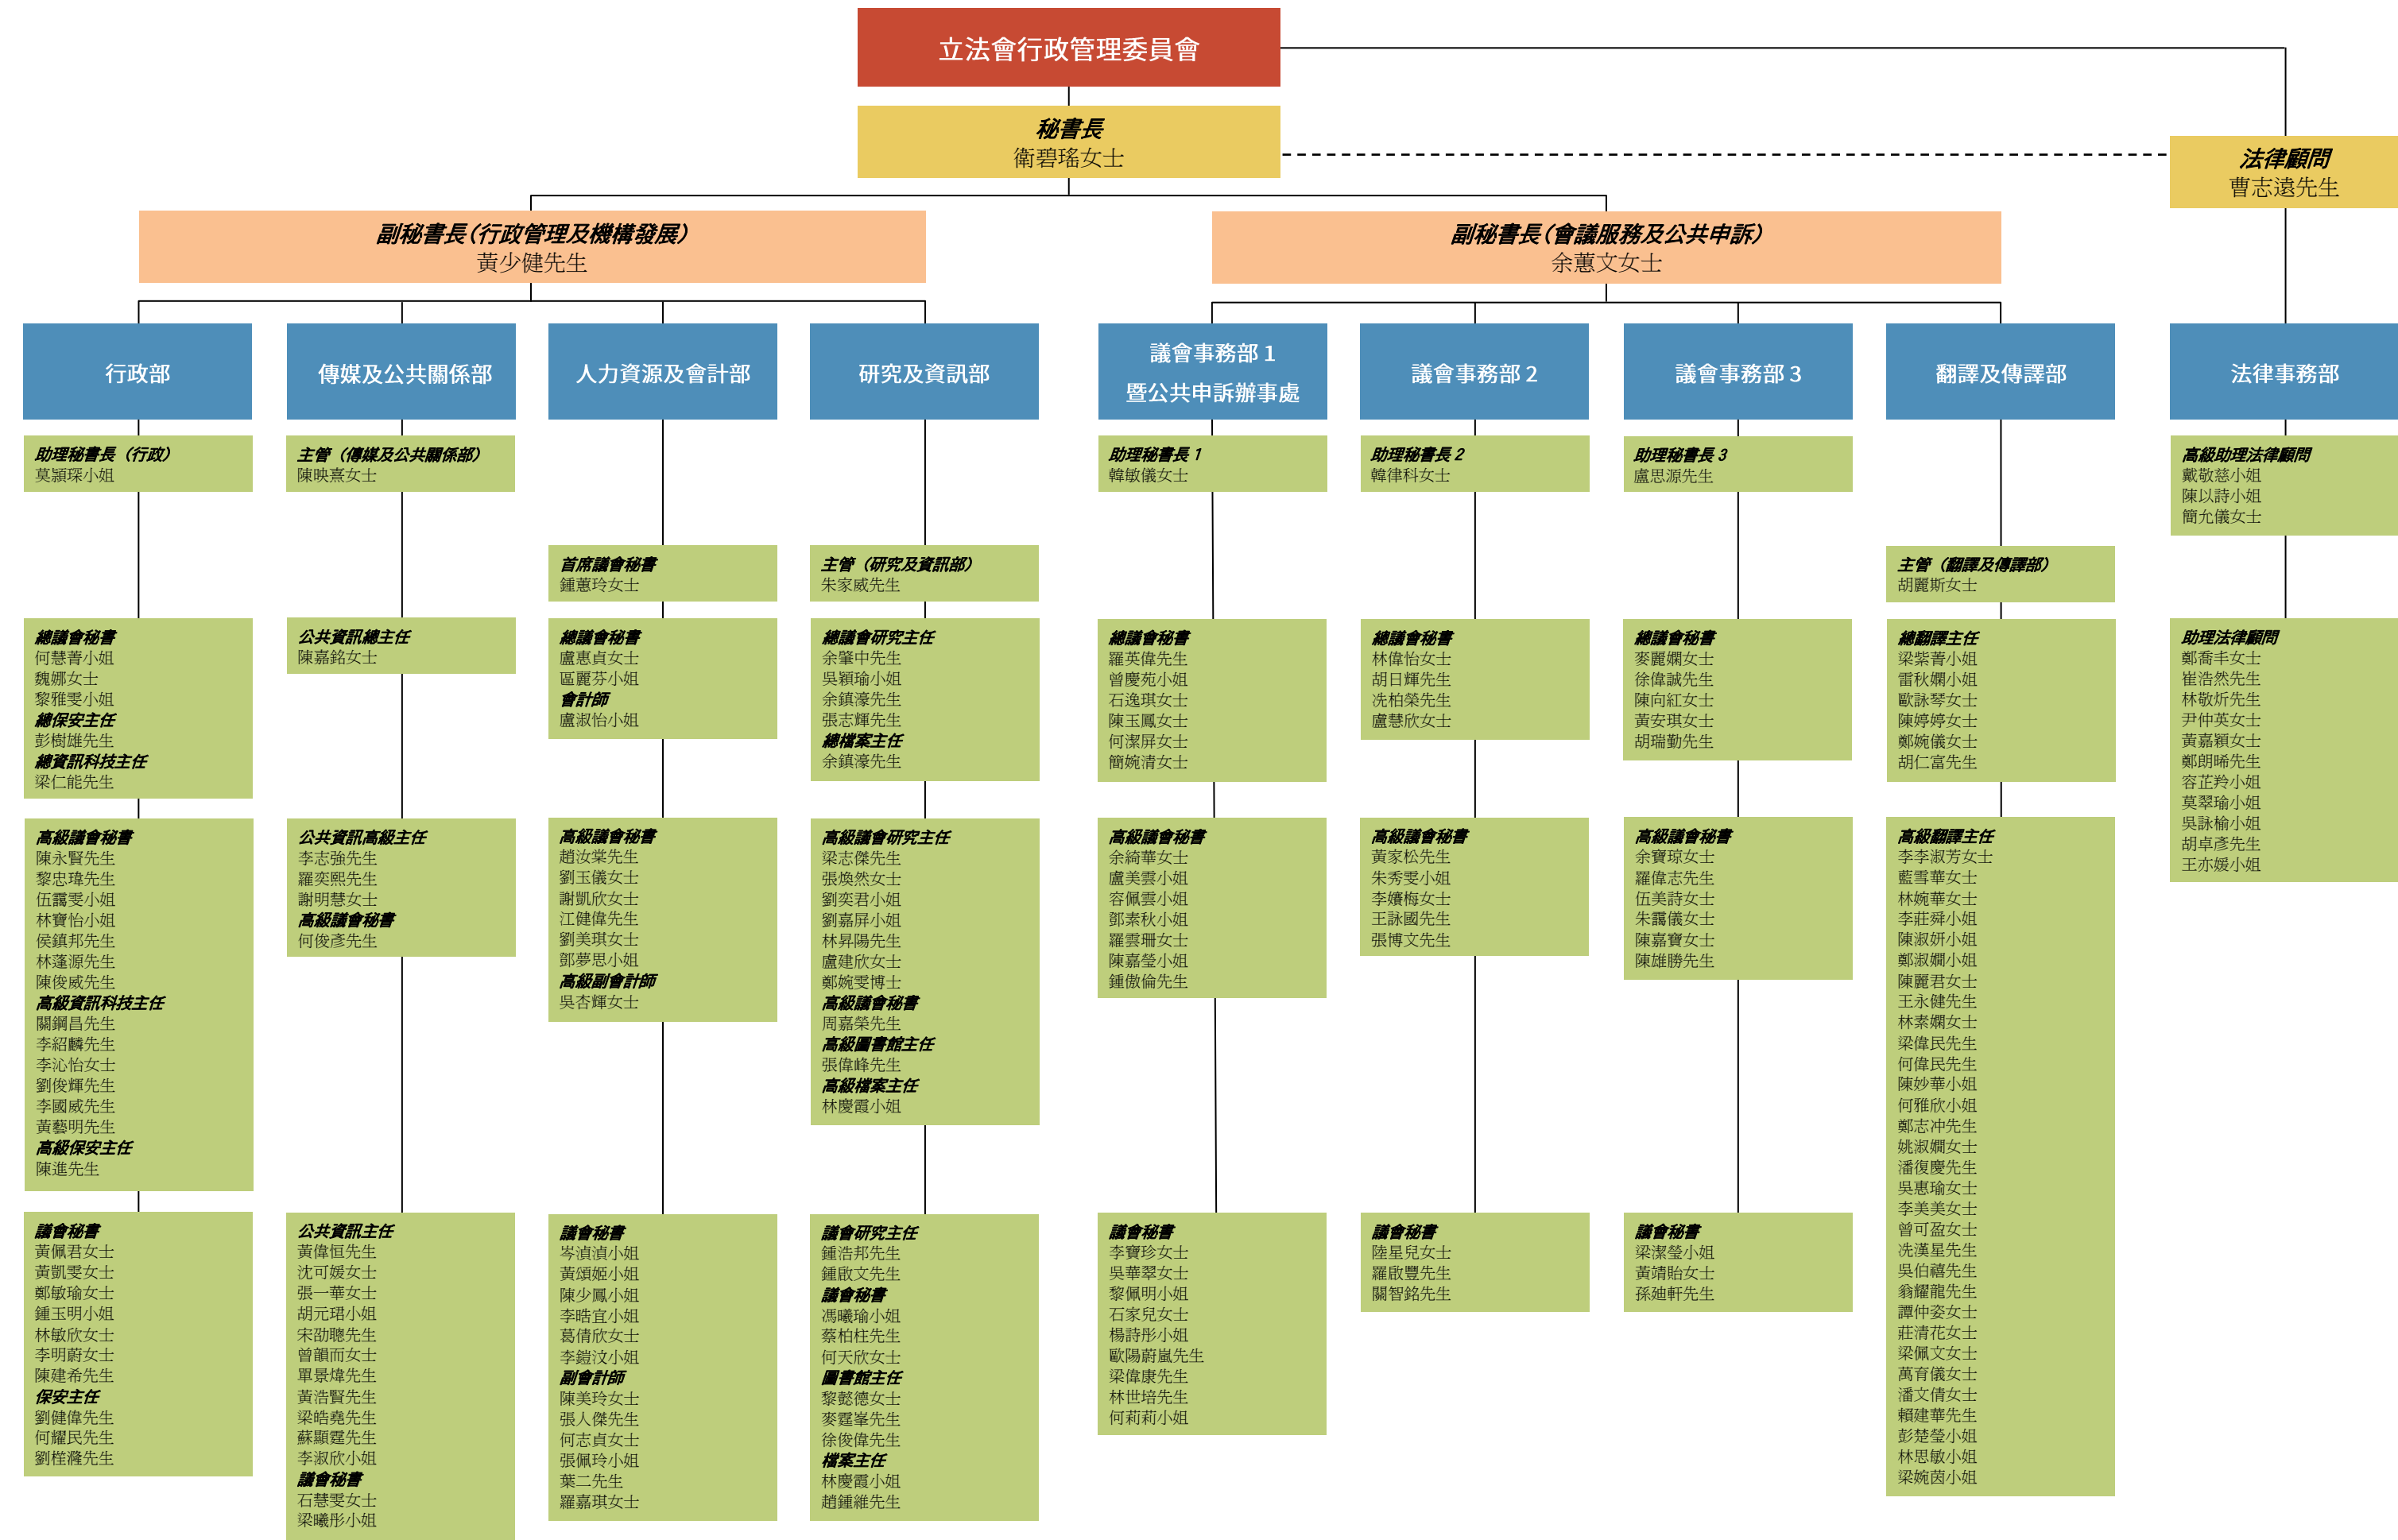 立法會行政管理委員會
秘書長
衛碧瑤女士
法律顧問
曹志遠先生
副秘書長(行政管理及機構發展)
黃少健先生
副秘書長(會議服務及公共申訴)
余蕙文女士
行政部
傳媒及公共關係部
人力資源及會計部
研究及資訊部
議會事務部 1
暨公共申訴辦事處
議會事務部 2
議會事務部 3
翻譯及傳譯部
法律事務部
助理秘書長（行政）
莫潁琛小姐
總議會秘書
何慧菁小姐
魏娜女士
黎雅雯小姐
總保安主任
彭樹雄先生
總資訊科技主任
梁仁能先生
高級議會秘書
陳永賢先生
黎忠瑋先生
伍靄雯小姐
林寶怡小姐
侯鎮邦先生
林蓬源先生
陳俊威先生
高級資訊科技主任
關鋼昌先生
李紹麟先生
李沁怡女士
劉俊輝先生
李國威先生
黃藝明先生
高級保安主任
陳進先生
議會秘書
黃佩君女士
黃凱雯女士
鄭敏瑜女士
鍾玉明小姐
林敏欣女士
李明蔚女士
陳建希先生
保安主任
劉健偉先生
何耀民先生
劉樦瀡先生
主管（傳媒及公共關係部）
陳映熹女士
公共資訊總主任
陳嘉銘女士
公共資訊高級主任
李志強先生
羅奕熙先生
謝明慧女士
高級議會秘書
何俊彥先生
公共資訊主任
黃偉恒先生
沈可媛女士
張一華女士
胡元珺小姐
宋劭聰先生
曾韻而女士
單景煒先生
黃浩賢先生
梁皓堯先生
蘇顯霆先生
李淑欣小姐
議會秘書
石慧雯女士
梁曦彤小姐
首席議會秘書
鍾蕙玲女士
總議會秘書
盧惠貞女士
區麗芬小姐
會計師
盧淑怡小姐
高級議會秘書
趙汝棠先生
劉玉儀女士
謝凱欣女士
江健偉先生
劉美琪女士
鄧夢思小姐
高級副會計師
吳杏輝女士
議會秘書
岑湞湞小姐
黃頌姬小姐
陳少鳳小姐
李晧宜小姐
葛倩欣女士
李鎧汶小姐
副會計師
陳美玲女士
張人傑先生
何志貞女士
張佩玲小姐
葉二先生
羅嘉琪女士
主管（研究及資訊部）
朱家威先生
總議會研究主任
余肇中先生
吳穎瑜小姐
余鎮濠先生
張志輝先生
總檔案主任
余鎮濠先生
高級議會研究主任
梁志傑先生
張煥然女士
劉奕君小姐
劉嘉屏小姐
林昇陽先生
盧建欣女士
鄭婉雯博士
高級議會秘書
周嘉榮先生
高級圖書館主任
張偉峰先生
高級檔案主任
林慶霞小姐
議會研究主任
鍾浩邦先生
鍾啟文先生
議會秘書
馮曦瑜小姐
蔡柏柱先生
何天欣女士
圖書館主任
黎懿德女士
麥霆峯先生
徐俊偉先生
檔案主任
林慶霞小姐
趙鍾維先生
助理秘書長 1
韓敏儀女士
總議會秘書
羅英偉先生
曾慶苑小姐
石逸琪女士
陳玉鳳女士
何潔屏女士
簡婉清女士
高級議會秘書
余綺華女士
盧美雲小姐
容佩雲小姐
鄧素秋小姐
羅雲珊女士
陳嘉瑩小姐
鍾傲倫先生
議會秘書
李寶珍女士
吳華翠女士
黎佩明小姐
石家兒女士
楊詩彤小姐
歐陽蔚嵐先生
梁偉康先生
林世培先生
何莉莉小姐
助理秘書長 2
韓律科女士
總議會秘書
林偉怡女士
胡日輝先生
冼柏榮先生
盧慧欣女士
高級議會秘書
黃家松先生
朱秀雯小姐
李嬪梅女士
王詠國先生
張博文先生
議會秘書
陸星兒女士
羅啟豐先生
關智銘先生
助理秘書長 3
盧思源先生
總議會秘書
麥麗嫻女士
徐偉誠先生
陳向紅女士
黃安琪女士
胡瑞勤先生
高級議會秘書
余寶琼女士
羅偉志先生
伍美詩女士
朱靄儀女士
陳嘉寶女士
陳雄勝先生
議會秘書
梁潔瑩小姐
黃靖貽女士
孫廸軒先生
主管（翻譯及傳譯部）
胡麗斯女士
總翻譯主任
梁紫菁小姐
雷秋嫻小姐
歐詠琴女士
陳婷婷女士
鄭婉儀女士
胡仁富先生
高級翻譯主任
李李淑芳女士
藍雪華女士
林婉華女士
李莊舜小姐
陳淑妍小姐
鄭淑嫻小姐
陳麗君女士
王永健先生
林素嫻女士
梁偉民先生
何偉民先生
陳妙華小姐
何雅欣小姐
鄭志冲先生
姚淑嫺女士
潘復慶先生
吳惠瑜女士
李美美女士
曾可盈女士
冼漢星先生
吳伯禧先生
翁耀龍先生
譚仲姿女士
莊清花女士
梁佩文女士
萬育儀女士
潘文倩女士
賴建華先生
彭楚瑩小姐
林思敏小姐
梁婉茵小姐
高級助理法律顧問
戴敬慈小姐
陳以詩小姐
簡允儀女士
助理法律顧問
鄭喬丰女士
崔浩然先生
林敬炘先生
尹仲英女士
黃嘉穎女士
鄭朗晞先生
容芷羚小姐
莫翠瑜小姐
吳詠榆小姐
胡卓彥先生
王亦媛小姐